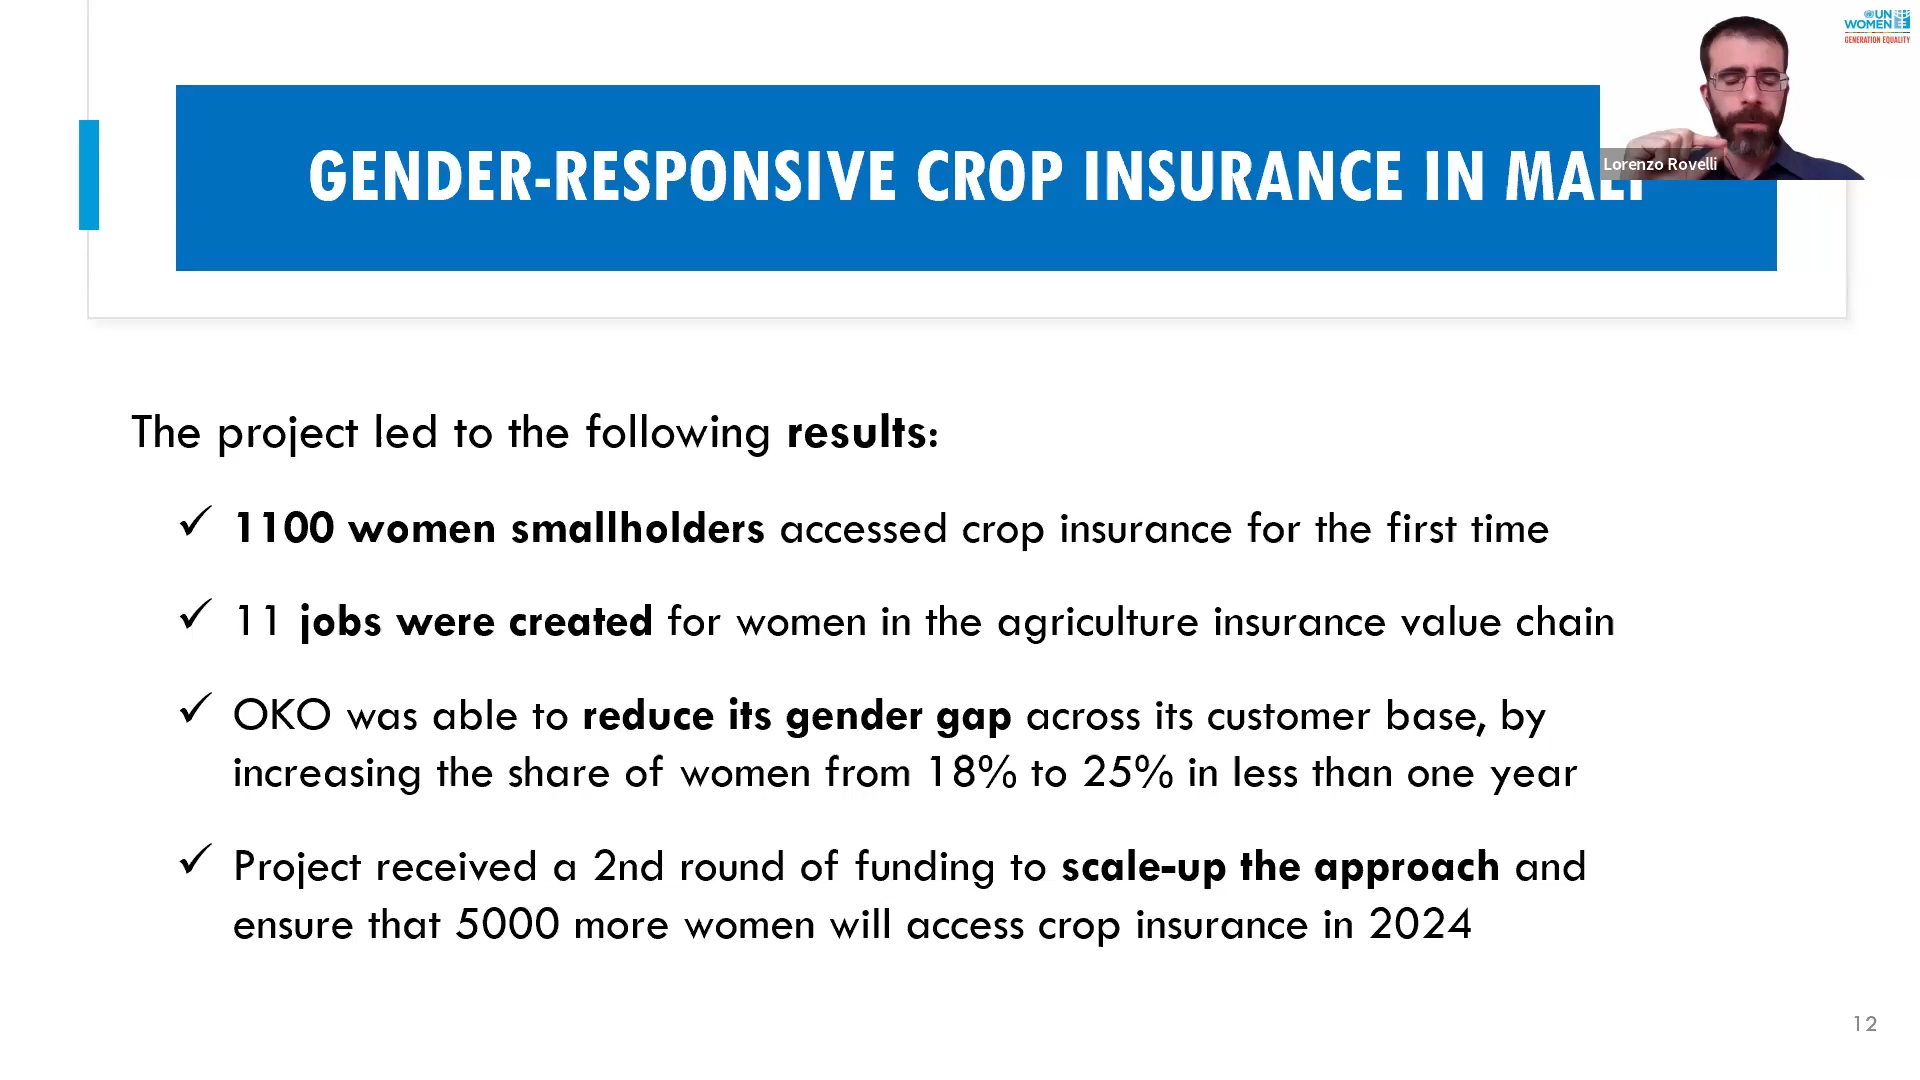 UN
WOMEN
GENERATION EQUALITY
GENDER-RESPONSIVE CROP INSURANCE IN MALI
Lorenzo Rovelli
The project led to the following results:
✓ 1100 women smallholders accessed crop insurance for the first time
✓ 11 jobs were created for women in the agriculture insurance value chain
✓ OKO was able to reduce its gender gap across its customer base, by
increasing the share of women from 18% to 25% in less than one year
✓ Project received a 2nd round of funding to scale-up the approach and
ensure that 5000 more women will access crop insurance in 2024
12